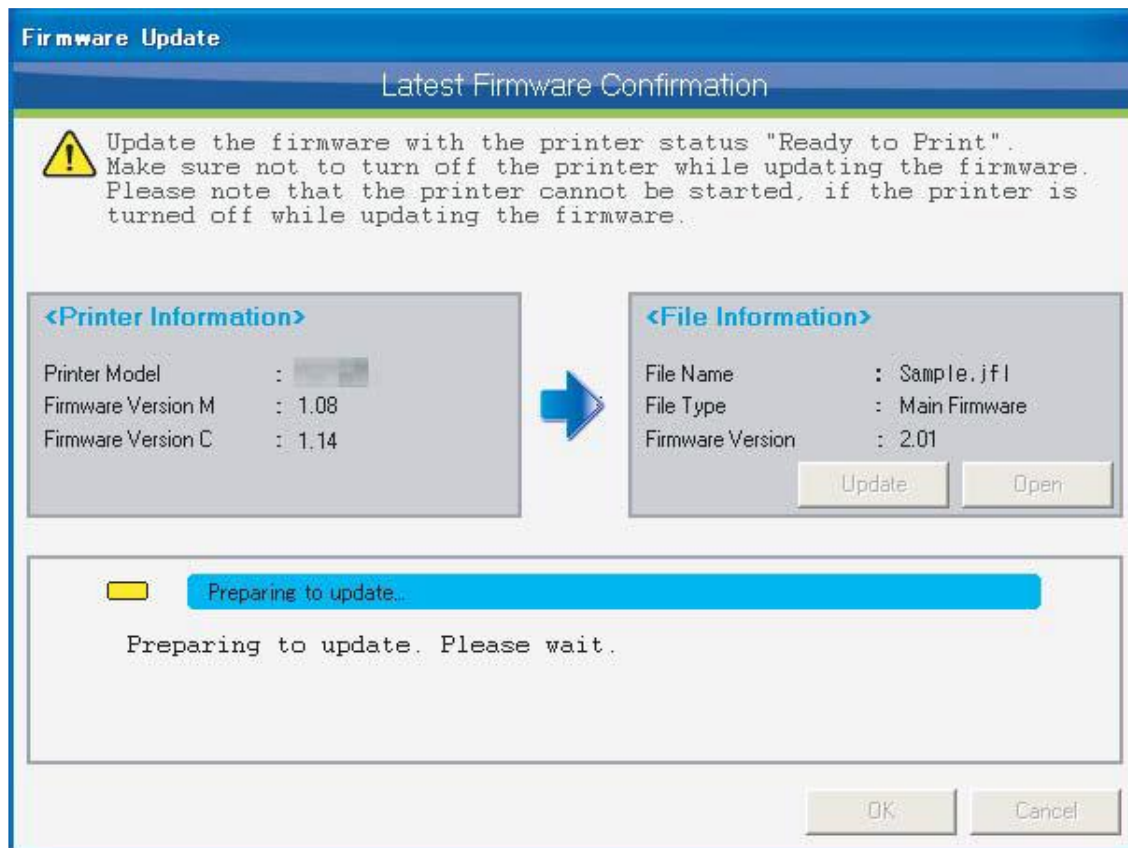 Firmware Update
Latest Firmware Confirmation
Update the firmware with the printer status "Ready to Print".
Make sure not to turn off the printer while updating the firmware.
Please note that the printer cannot be started, if the printer is
turned off while updating the firmware.
<Printer Information>
Printer Model :
Firmware Version M : 1.08
Firmware Version C : 1.14
<File Information>
File Name : Sample.jfl
File Type : Main Firmware
Firmware Version : 2.01
Update Open
Preparing to update...
Preparing to update. Please wait.
OK Cancel